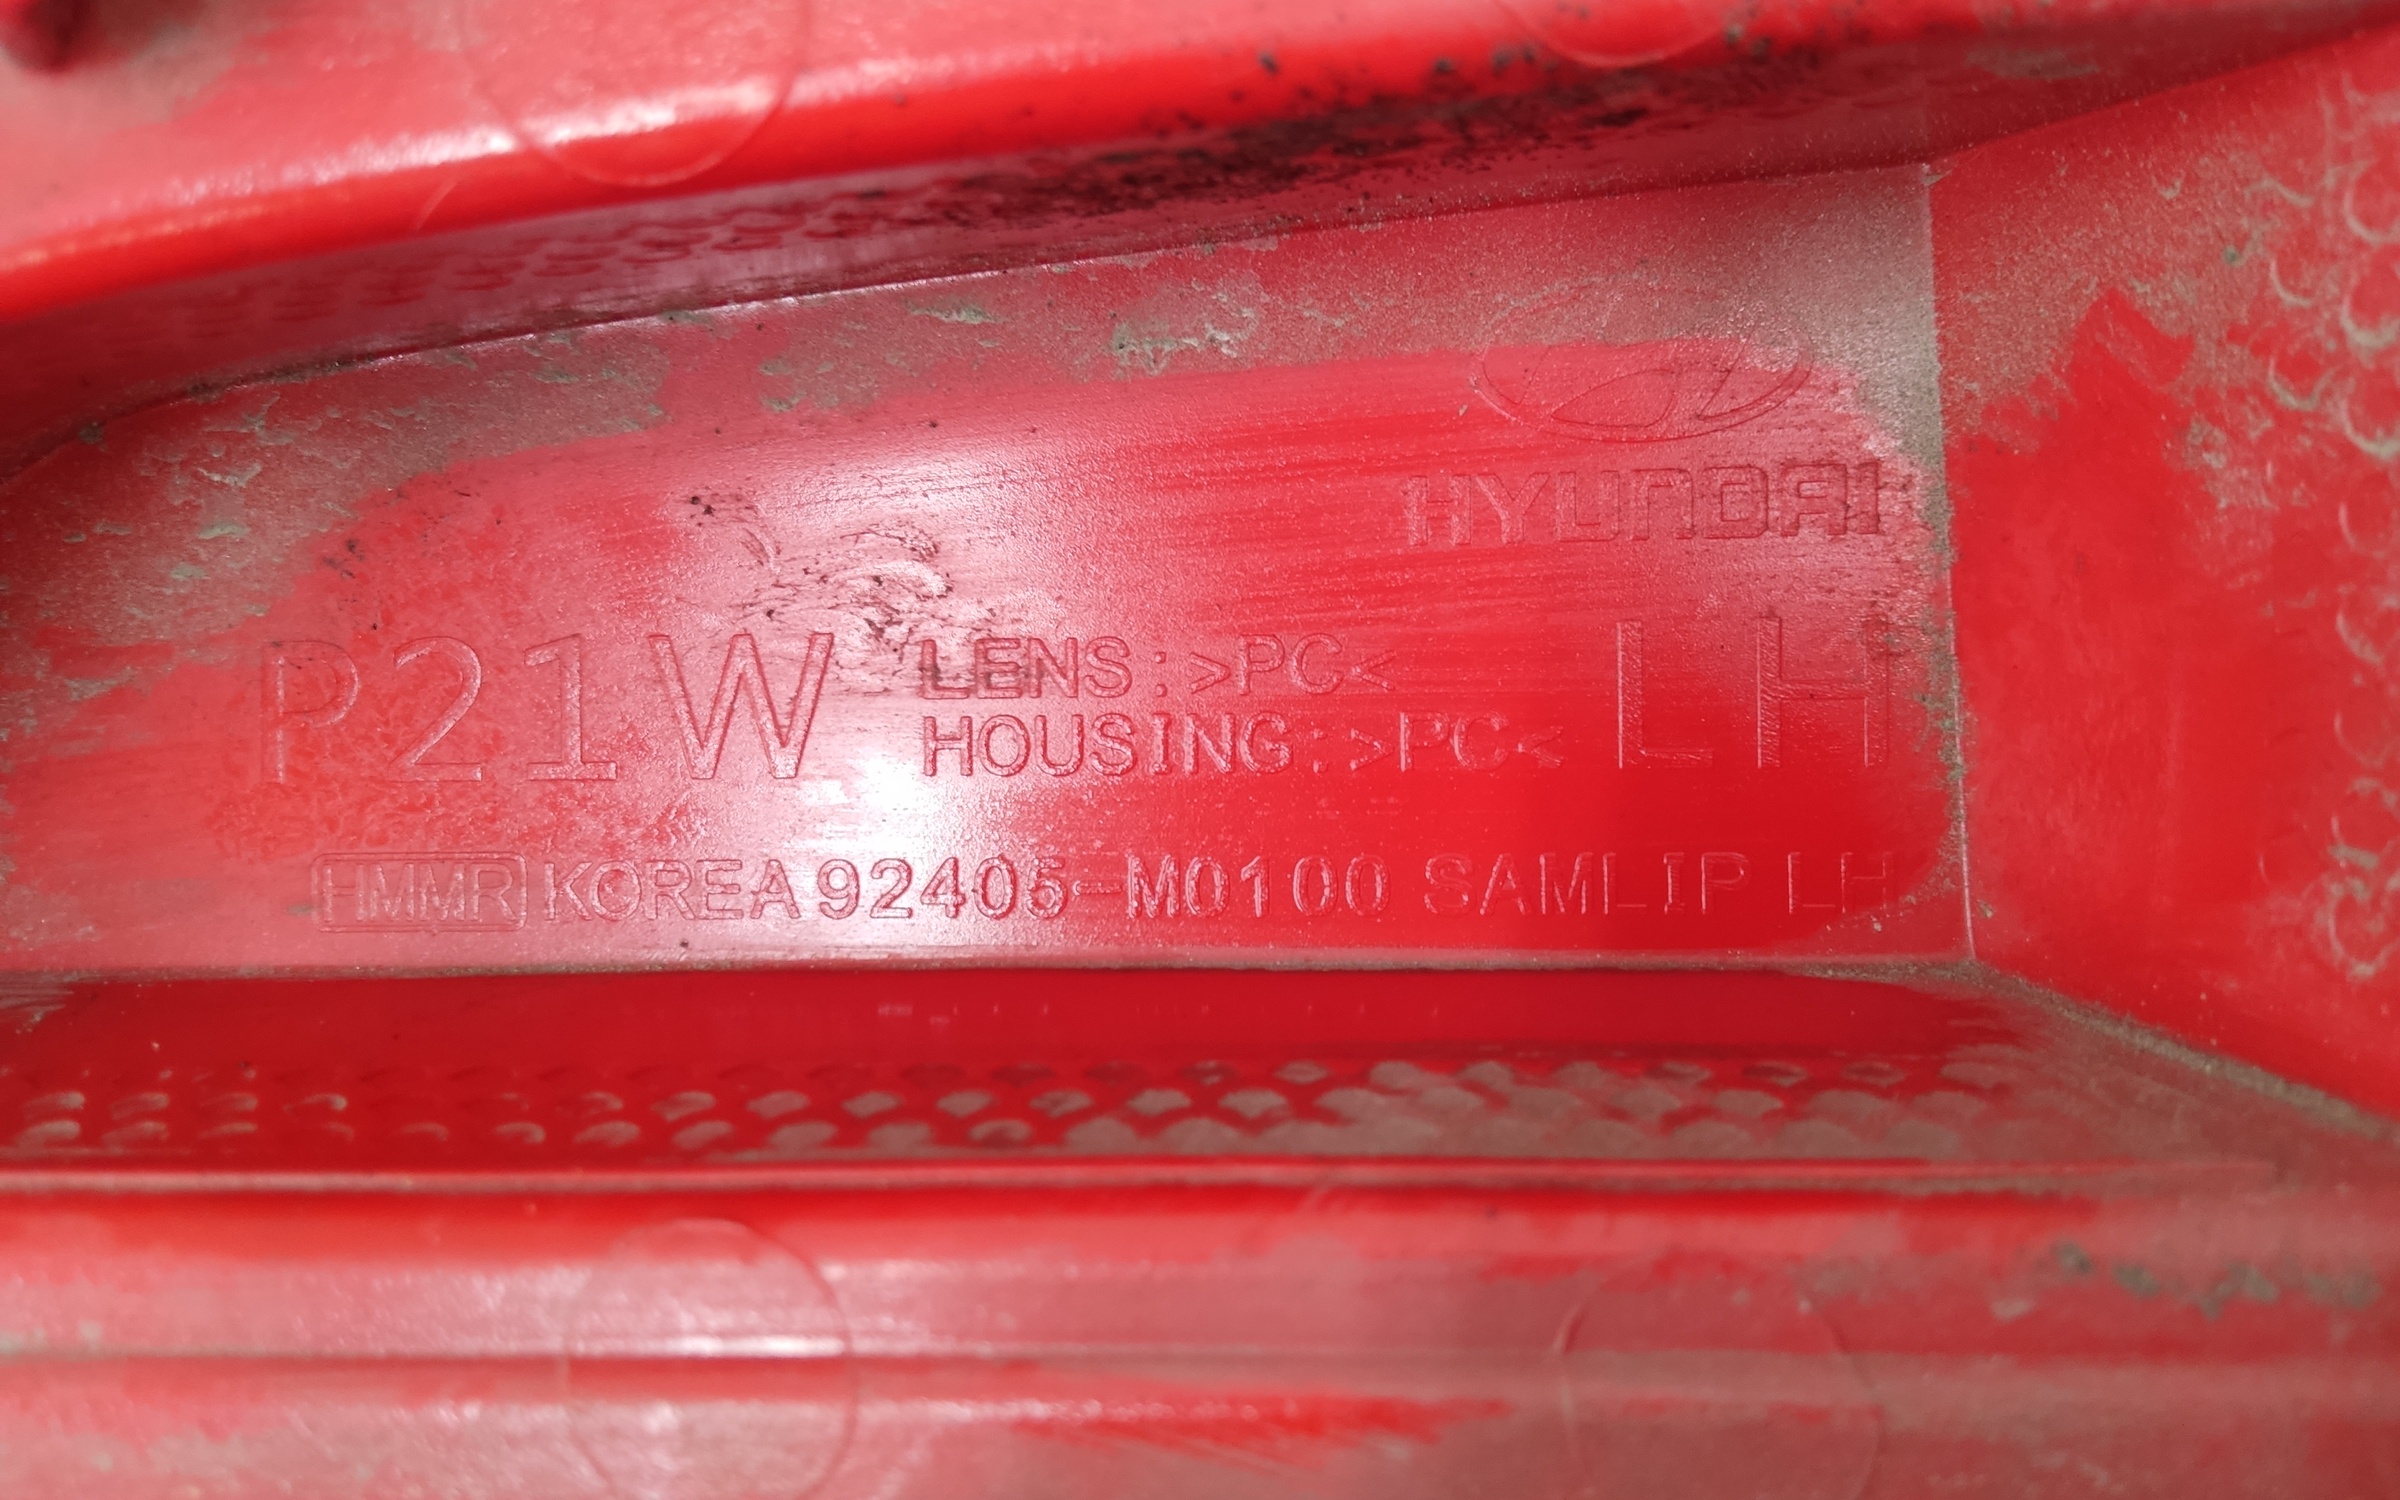 HYUNDAI
P21W LENS:>PC< LH
HOUSING:>PC<
HMMR KOREA 92405-M0100 SAMLIP LH